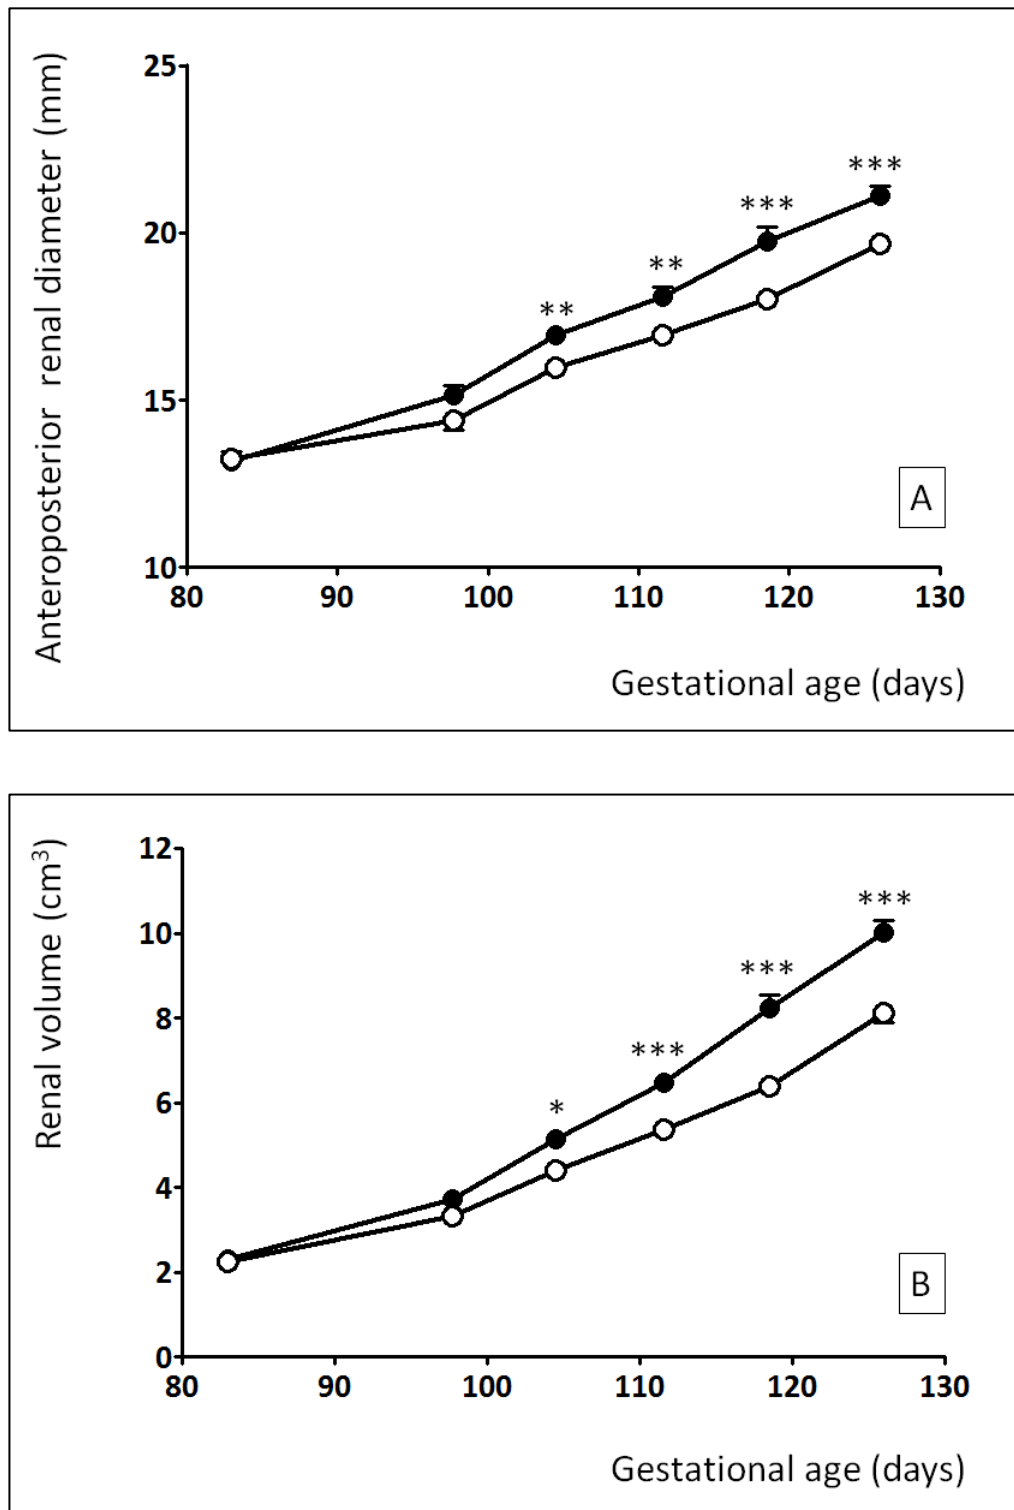 Anteroposterior renal diameter (mm)
25
20
15
10
**
**
***
***
A
80 90 100 110 120 130
Gestational age (days)
Renal volume (cm³)
12
10
8
6
4
2
0
*
***
***
***
B
80 90 100 110 120 130
Gestational age (days)